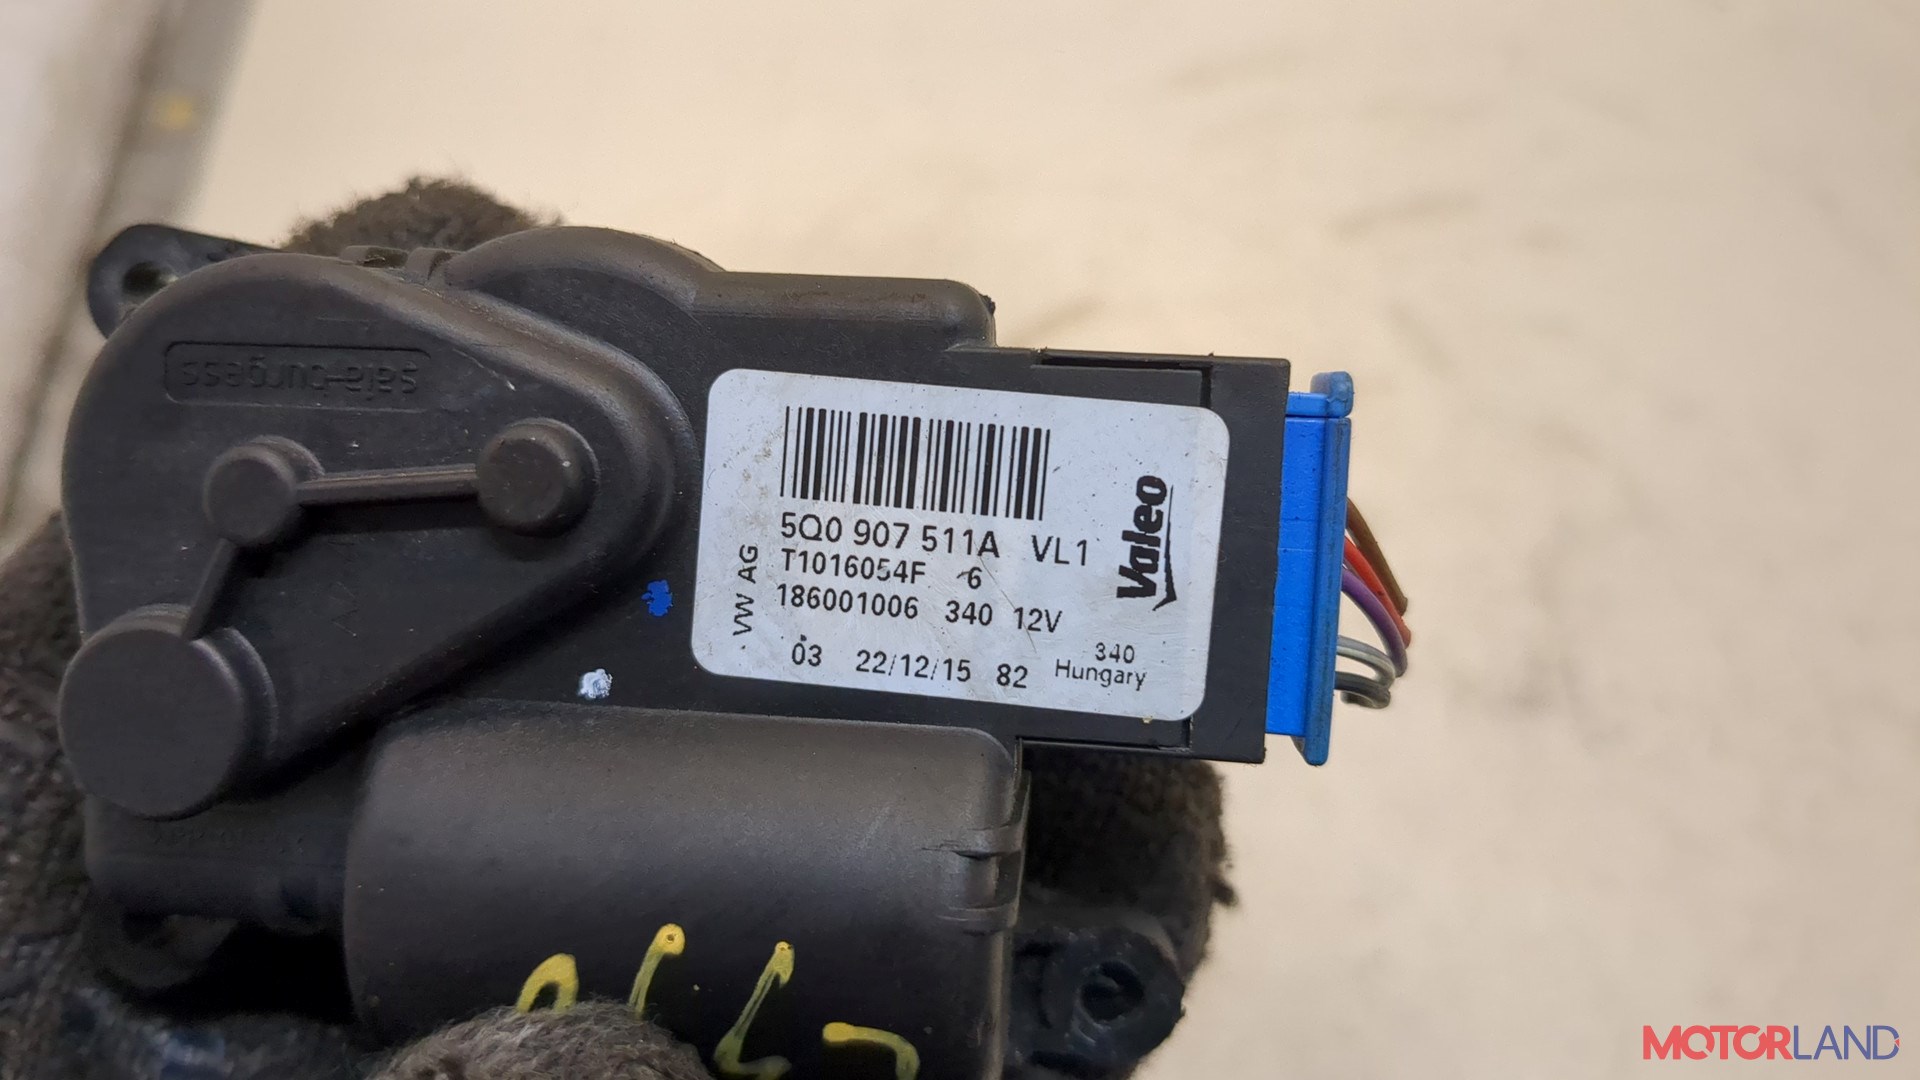 saia-burgess
5Q0 907 511A VL1
T1016054F 6
186001006 340 12V
03 22/12/15 82
340
Hungary
VW AG
Valeo
MOTORLAND